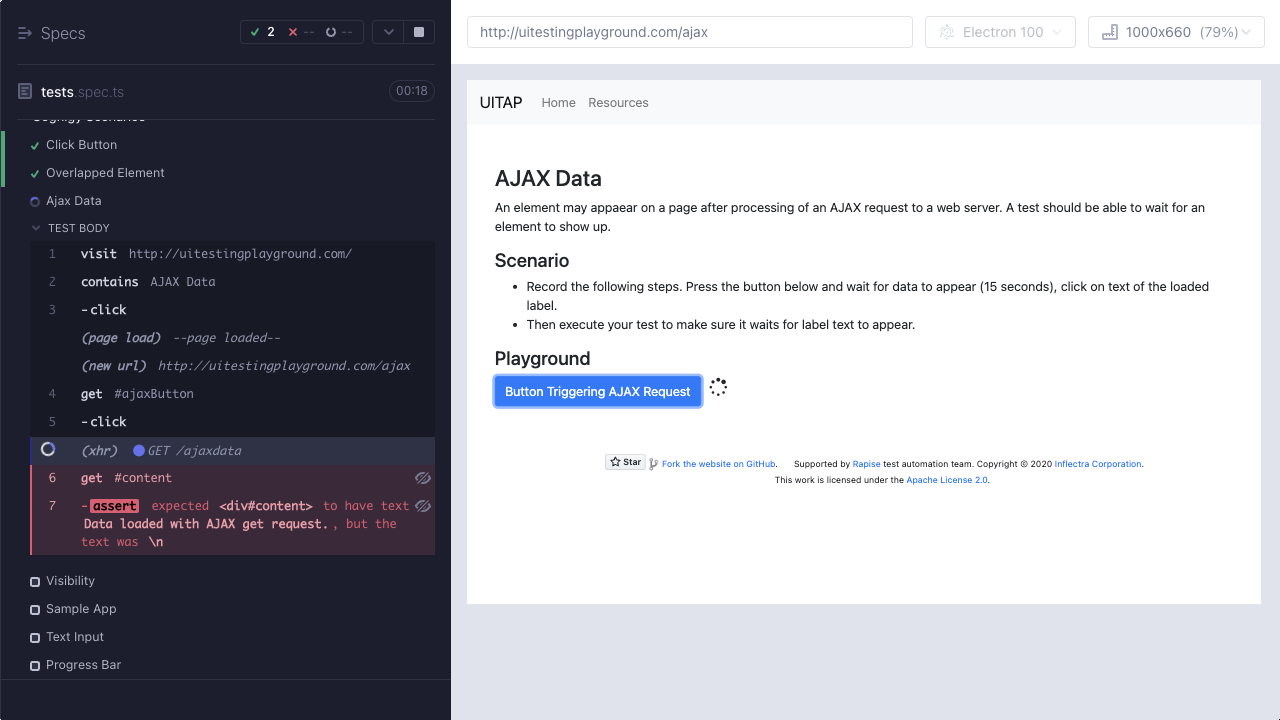 Specs
2
--
--
tests.spec.ts
00:18
Click Button
Overlapped Element
Ajax Data
TEST BODY
1 visit http://uitestingplayground.com/
2 contains AJAX Data
3 -click
(page load) --page loaded--
(new url) http://uitestingplayground.com/ajax
4 get #ajaxButton
5 -click
(xhr) GET /ajaxdata
6 get #content
7 -assert expected <div#content> to have text
Data loaded with AJAX get request. , but the
text was \n
Visibility
Sample App
Text Input
Progress Bar
http://uitestingplayground.com/ajax
Electron 100
1000x660 (79%)
UITAP Home Resources
AJAX Data
An element may appaear on a page after processing of an AJAX request to a web server. A test should be able to wait for an
element to show up.
Scenario
• Record the following steps. Press the button below and wait for data to appear (15 seconds), click on text of the loaded
label.
• Then execute your test to make sure it waits for label text to appear.
Playground
Button Triggering AJAX Request
Star Fork the website on GitHub. Supported by Rapise test automation team. Copyright © 2020 Inflectra Corporation.
This work is licensed under the Apache License 2.0.